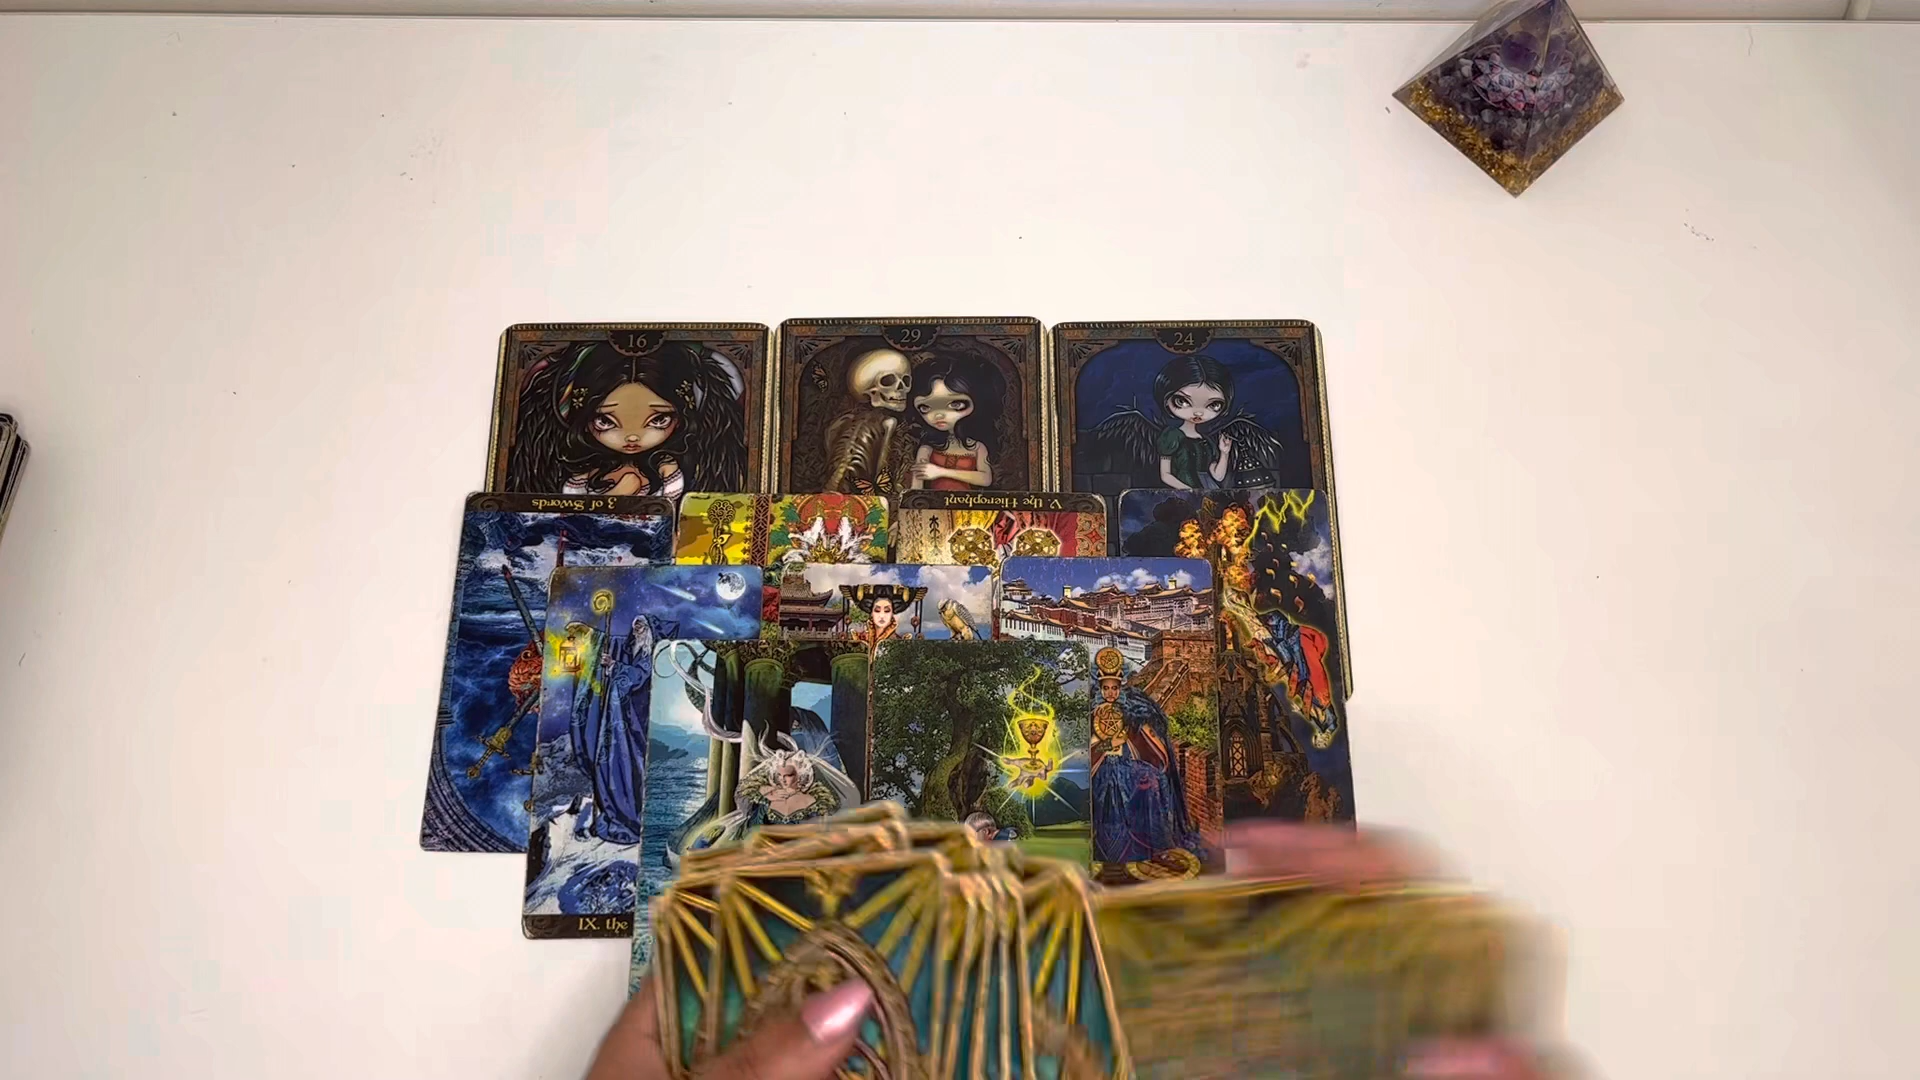 16
29
24
3 of Swords
V. the Hierophant
IX. the